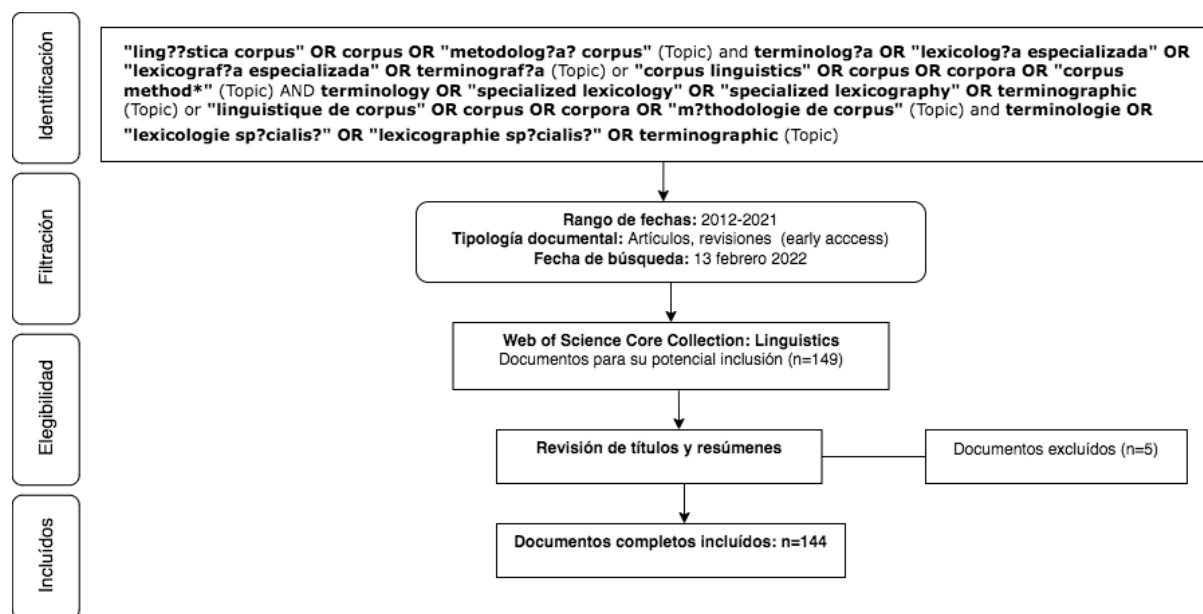 Identificación
"ling??stica corpus" OR corpus OR "metodolog?a? corpus" (Topic) and terminolog?a OR "lexicolog?a especializada" OR
"lexicograf?a especializada" OR terminograf?a (Topic) or "corpus linguistics" OR corpus OR corpora OR "corpus
method*" (Topic) AND terminology OR "specialized lexicology" OR "specialized lexicography" OR terminographic
(Topic) or "linguistique de corpus" OR corpus OR corpora OR "m?thodologie de corpus" (Topic) and terminologie OR
"lexicologie sp?cialis?" OR "lexicographie sp?cialis?" OR terminographic (Topic)
Filtración
Rango de fechas: 2012-2021
Tipología documental: Artículos, revisiones (early acccess)
Fecha de búsqueda: 13 febrero 2022
Elegibilidad
Web of Science Core Collection: Linguistics
Documentos para su potencial inclusión (n=149)
Revisión de títulos y resúmenes
Documentos excluídos (n=5)
Incluídos
Documentos completos incluídos: n=144